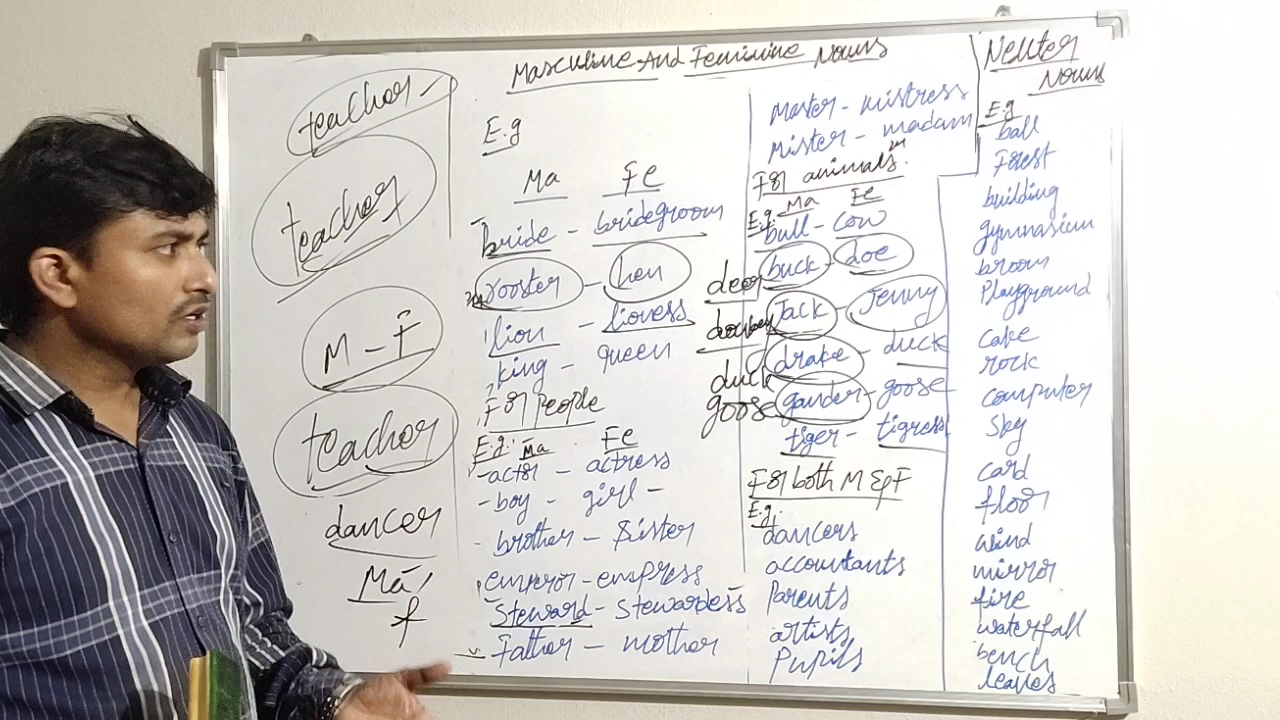 Masculine And Feminine Nouns
teacher
teacher
M - F
teacher
dancer
Ma
f
E.g
Ma Fe
bride - bridegroom
rooster - hen
lion - lioness
king - queen
For people
E.g: Ma Fe
actor - actress
boy - girl -
brother - Sister
emperor - empress
Steward - Stewardess
Father - mother
Master - mistress
Mister - madam
For animals
E.g: Ma Fe
bull - cow
deer buck - doe
donkey Jack - Jenny
duck drake - duck
goose gander - goose
tiger - tigress
For both M & F
E.g:
dancers
accountants
Parents
artists
Pupils
Neuter
Nouns
E.g
ball
Forest
building
gymnasium
broom
Playground
Cake
rock
computer
Sky
card
floor
wind
mirror
fire
waterfall
bench
leaves